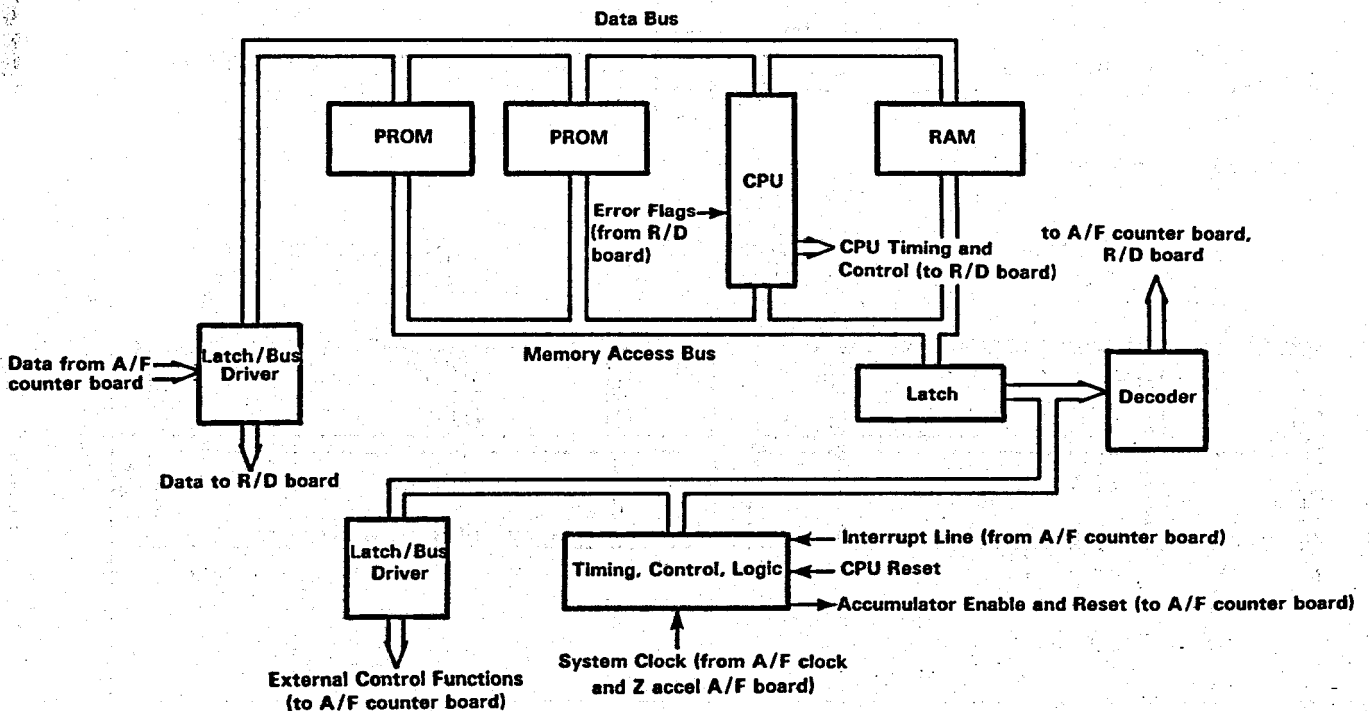 Data Bus
PROM
PROM
CPU
RAM
Error Flags
(from R/D
board)
CPU Timing and
Control (to R/D board)
to A/F counter board,
R/D board
Latch/Bus
Driver
Data from A/F
counter board
Memory Access Bus
Latch
Decoder
Data to R/D board
Latch/Bus
Driver
Timing, Control, Logic
Interrupt Line (from A/F counter board)
CPU Reset
Accumulator Enable and Reset (to A/F counter board)
System Clock (from A/F clock
and Z accel A/F board)
External Control Functions
(to A/F counter board)